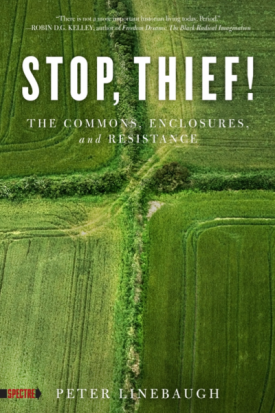 "There is not a more important historian living today. Period."
ROBIN D.G. KELLEY, author of Freedom Dreams: The Black Radical Imagination
STOP, THIEF!
THE COMMONS, ENCLOSURES,
and RESISTANCE
SPECTRE
PETER LINEBAUGH